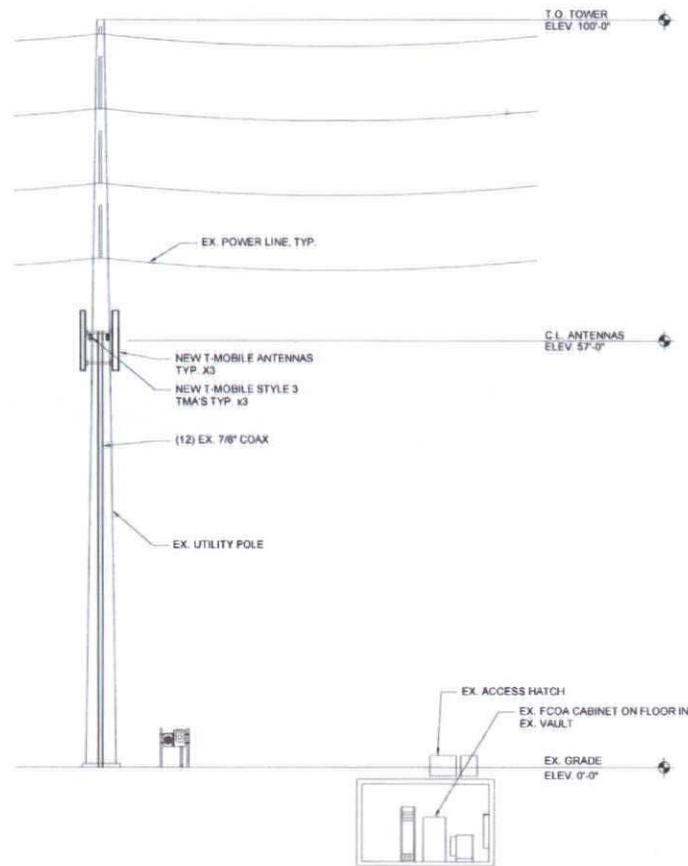 T.O. TOWER
ELEV. 100'-0"
EX. POWER LINE, TYP.
C.L. ANTENNAS
ELEV. 57'-0"
NEW T-MOBILE ANTENNAS
TYP. X3
NEW T-MOBILE STYLE 3
TMA'S TYP. x3
(12) EX. 7/8" COAX
EX. UTILITY POLE
EX. ACCESS HATCH
EX. FCOA CABINET ON FLOOR IN
EX. VAULT
EX. GRADE
ELEV. 0'-0"